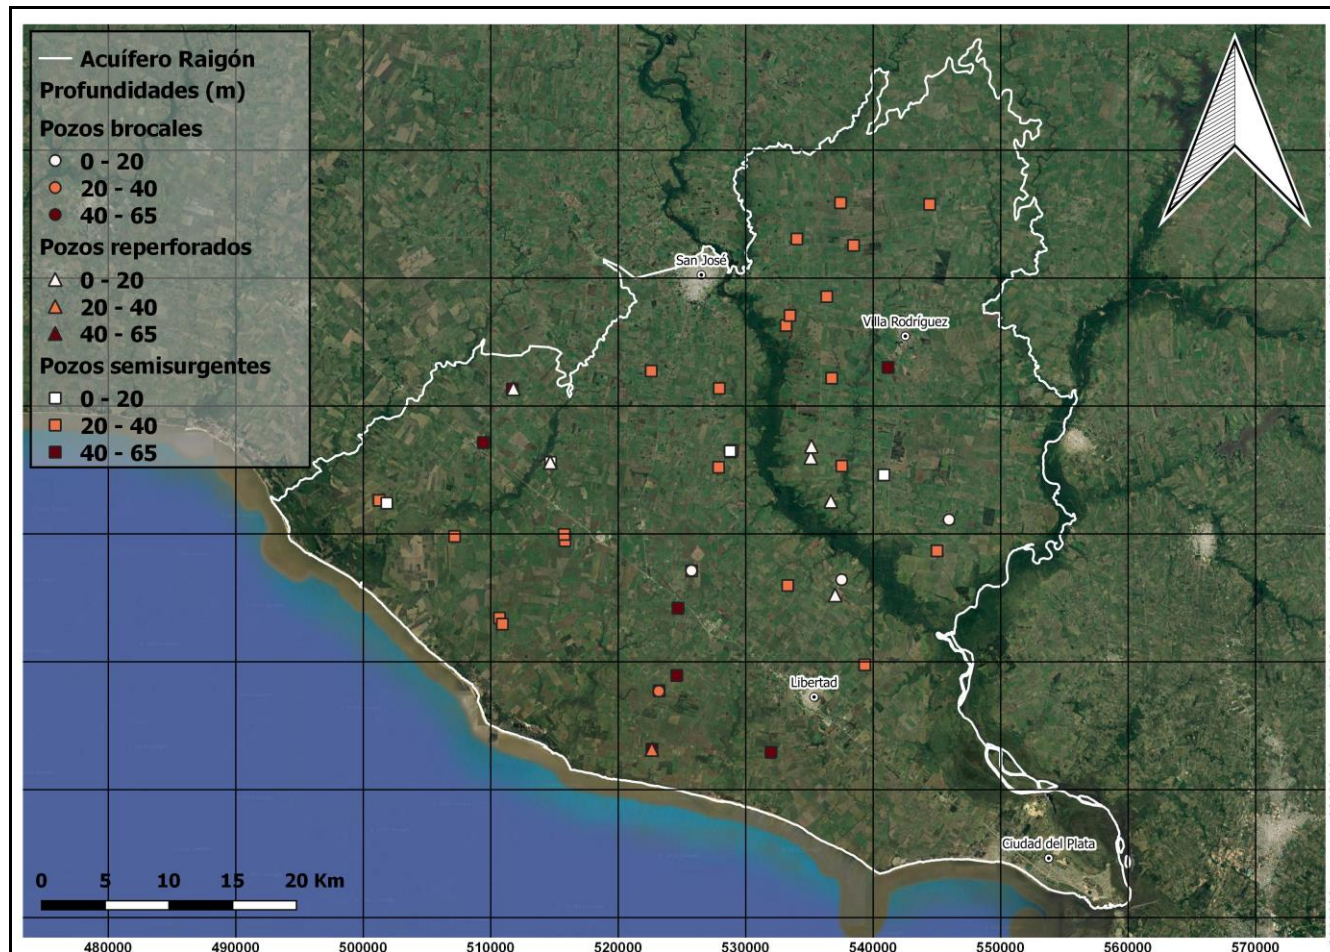 Acuífero Raigón
Profundidades (m)
Pozos brocales
0 - 20
20 - 40
40 - 65
Pozos reperforados
0 - 20
20 - 40
40 - 65
Pozos semisurgentes
0 - 20
20 - 40
40 - 65
San José
Villa Rodríguez
Libertad
Ciudad del Plata
0 5 10 15 20 Km
480000 490000 500000 510000 520000 530000 540000 550000 560000 570000